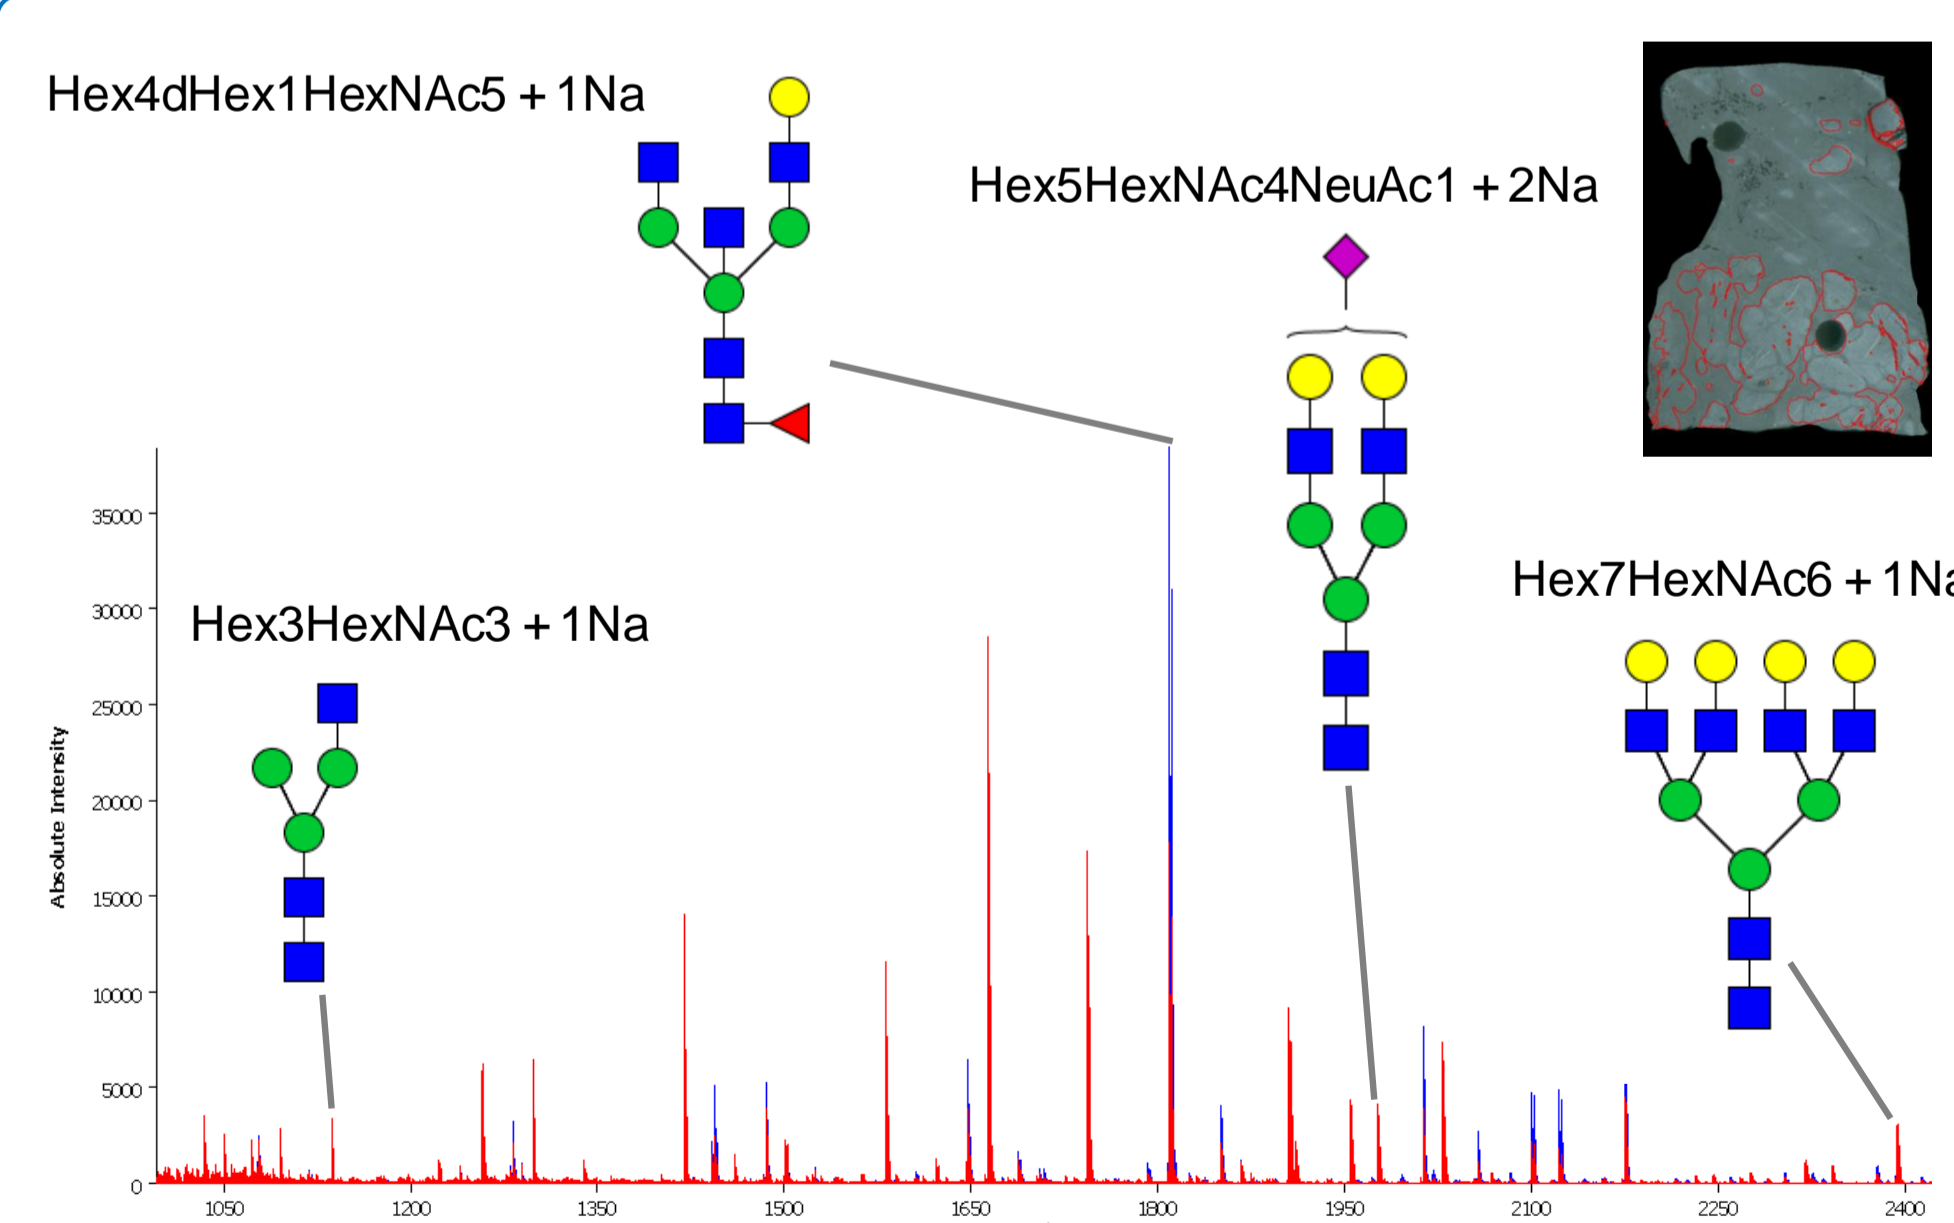 Hex4dHex1HexNAc5 + 1Na
Hex5HexNAc4NeuAc1 + 2Na
Hex7HexNAc6 + 1Na
Hex3HexNAc3 + 1Na
Absolute Intensity
35000
30000
25000
20000
15000
10000
5000
0
1050 1200 1350 1500 1650 1800 1950 2100 2250 2400